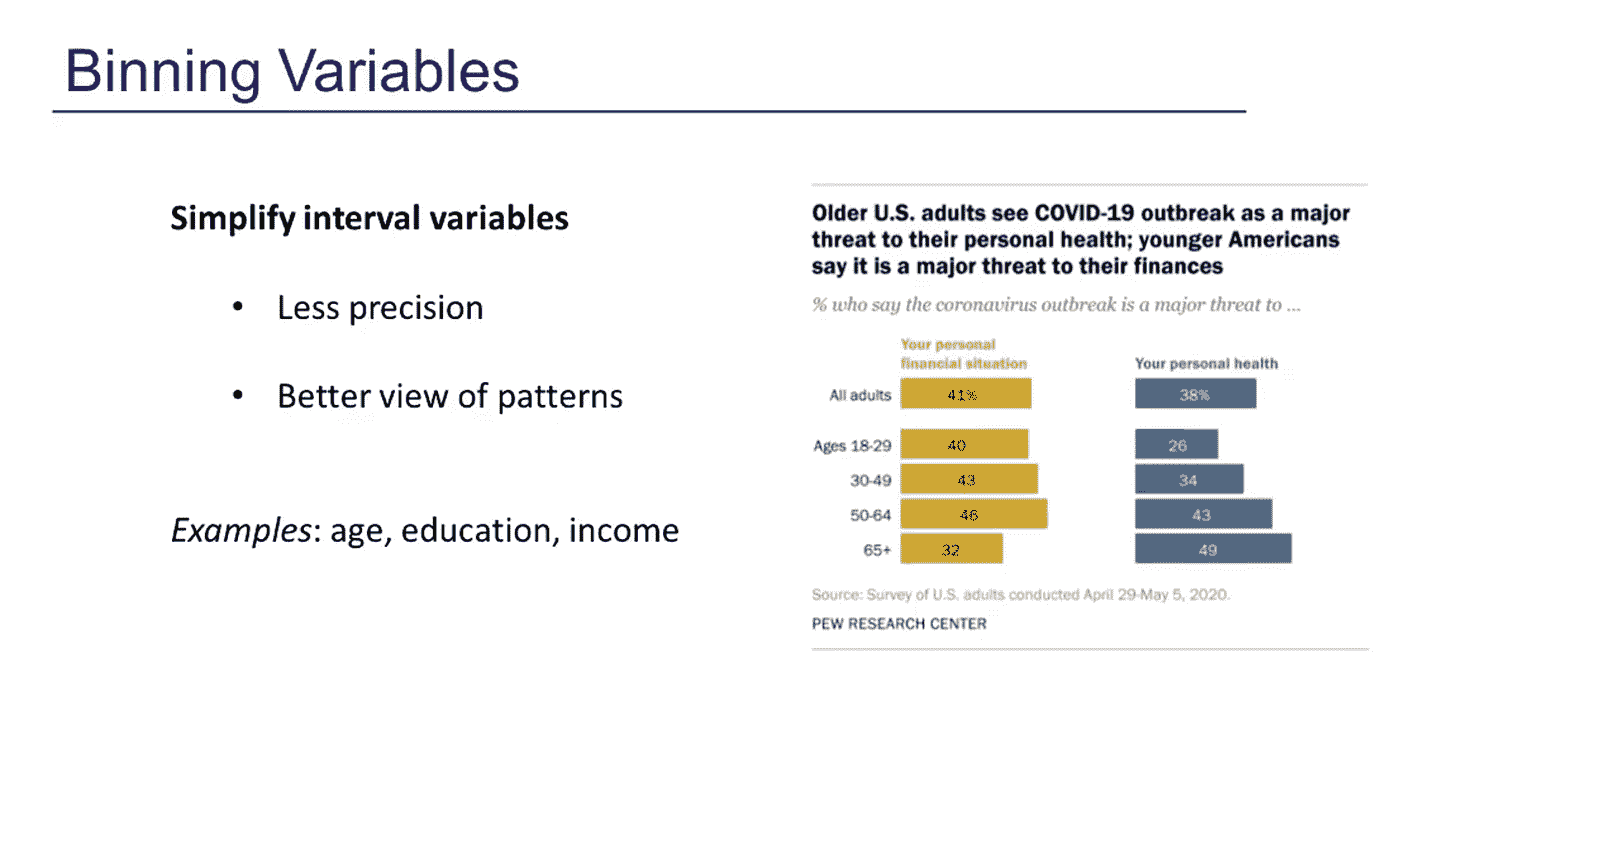 Binning Variables
Simplify interval variables
• Less precision
• Better view of patterns
Examples: age, education, income
Older U.S. adults see COVID-19 outbreak as a major
threat to their personal health; younger Americans
say it is a major threat to their finances
% who say the coronavirus outbreak is a major threat to ...
Your personal
financial situation
Your personal health
All adults 41% 38%
Ages 18-29 40 26
30-49 43 34
50-64 46 43
65+ 32 49
Source: Survey of U.S. adults conducted April 29-May 5, 2020.
PEW RESEARCH CENTER